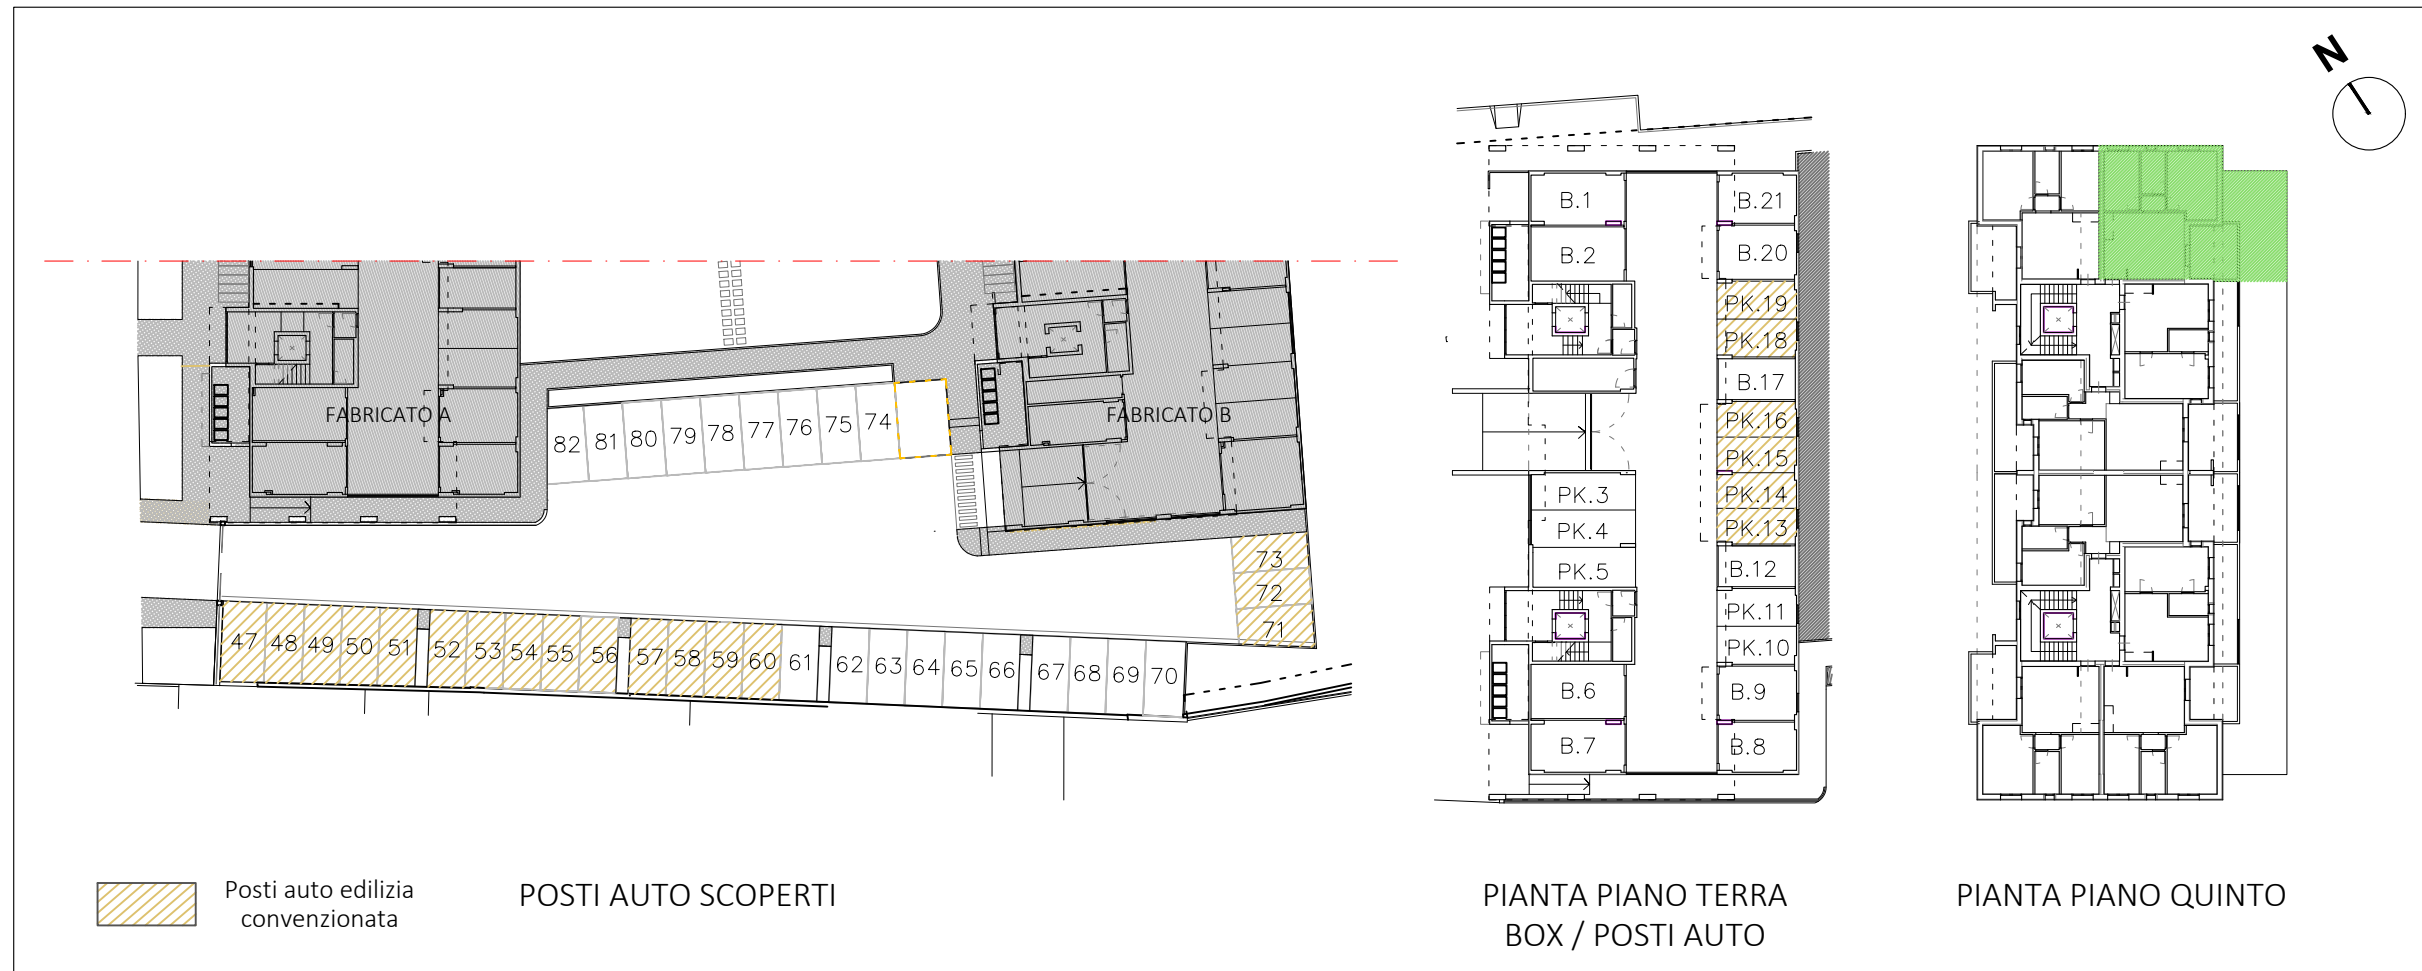 N
FABRICATO A
FABRICATO B
82 81 80 79 78 77 76 75 74
73
72
71
47 48 49 50 51 52 53 54 55 56 57 58 59 60 61 62 63 64 65 66 67 68 69 70
B.1
B.2
PK.3
PK.4
PK.5
B.6
B.7
B.21
B.20
PK.19
PK.18
B.17
PK.16
PK.15
PK.14
PK.13
B.12
PK.11
PK.10
B.9
B.8
Posti auto edilizia
convenzionata
POSTI AUTO SCOPERTI
PIANTA PIANO TERRA
BOX / POSTI AUTO
PIANTA PIANO QUINTO